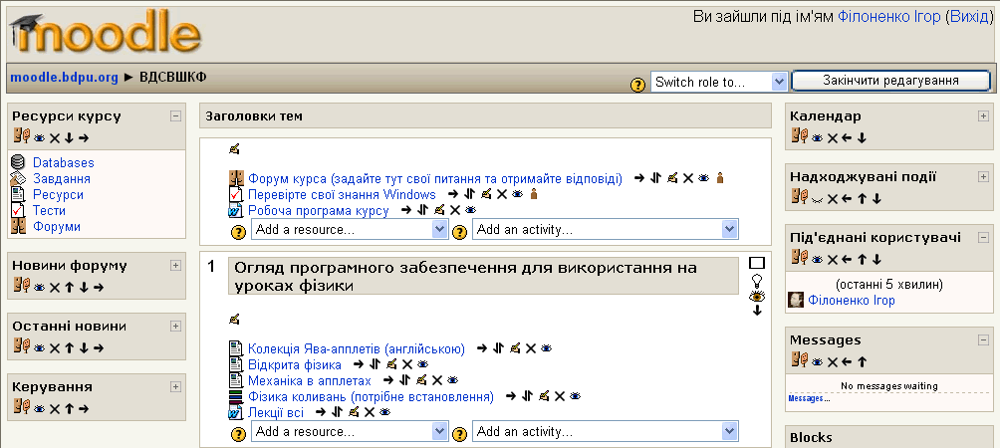 moodle
Ви зайшли під ім'ям Філоненко Ігор (Вихід)
moodle.bdpu.org ► ВДСВШКФ
Switch role to...
Закінчити редагування
Ресурси курсу
Databases
Завдання
Ресурси
Тести
Форуми
Новини форуму
Останні новини
Керування
Заголовки тем
Форум курса (задайте тут свої питання та отримайте відповіді)
Перевірте свої знання Windows
Робоча програма курсу
Add a resource...
Add an activity...
1
Огляд програмного забезпечення для використання на
уроках фізики
Колекція Ява-апплетів (англійською)
Відкрита фізика
Механіка в апплетах
Фізика коливань (потрібне встановлення)
Лекції всі
Add a resource...
Add an activity...
Календар
Надходжувані події
Під'єднані користувачі
(останні 5 хвилин)
Філоненко Ігор
Messages
No messages waiting
Messages...
Blocks